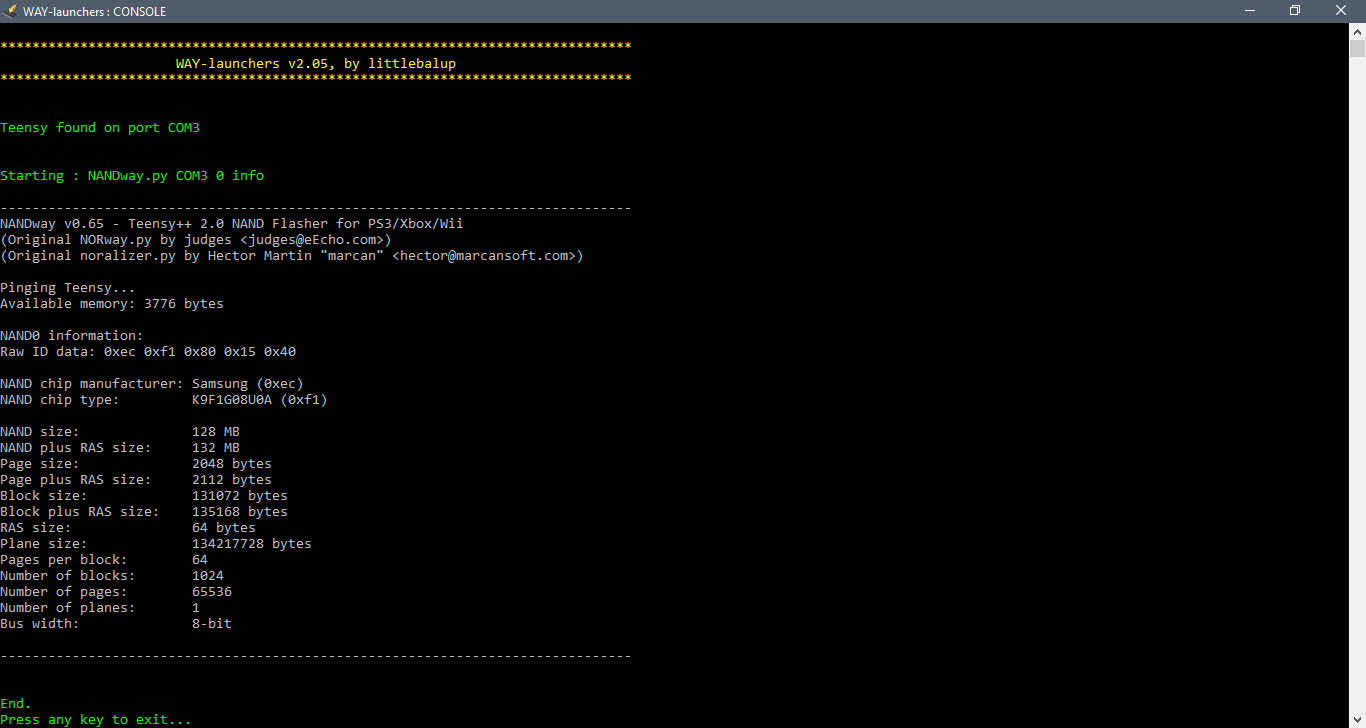 WAY-launchers : CONSOLE
*******************************************************************************
WAY-launchers v2.05, by littlebalup
*******************************************************************************
Teensy found on port COM3
Starting : NANDway.py COM3 0 info
-------------------------------------------------------------------------------
NANDway v0.65 - Teensy++ 2.0 NAND Flasher for PS3/Xbox/Wii
(Original NORway.py by judges <judges@eEcho.com>)
(Original noralizer.py by Hector Martin "marcan" <hector@marcansoft.com>)
Pinging Teensy...
Available memory: 3776 bytes
NAND0 information:
Raw ID data: 0xec 0xf1 0x80 0x15 0x40
NAND chip manufacturer: Samsung (0xec)
NAND chip type: K9F1G08U0A (0xf1)
NAND size: 128 MB
NAND plus RAS size: 132 MB
Page size: 2048 bytes
Page plus RAS size: 2112 bytes
Block size: 131072 bytes
Block plus RAS size: 135168 bytes
RAS size: 64 bytes
Plane size: 134217728 bytes
Pages per block: 64
Number of blocks: 1024
Number of pages: 65536
Number of planes: 1
Bus width: 8-bit
-------------------------------------------------------------------------------
End.
Press any key to exit...